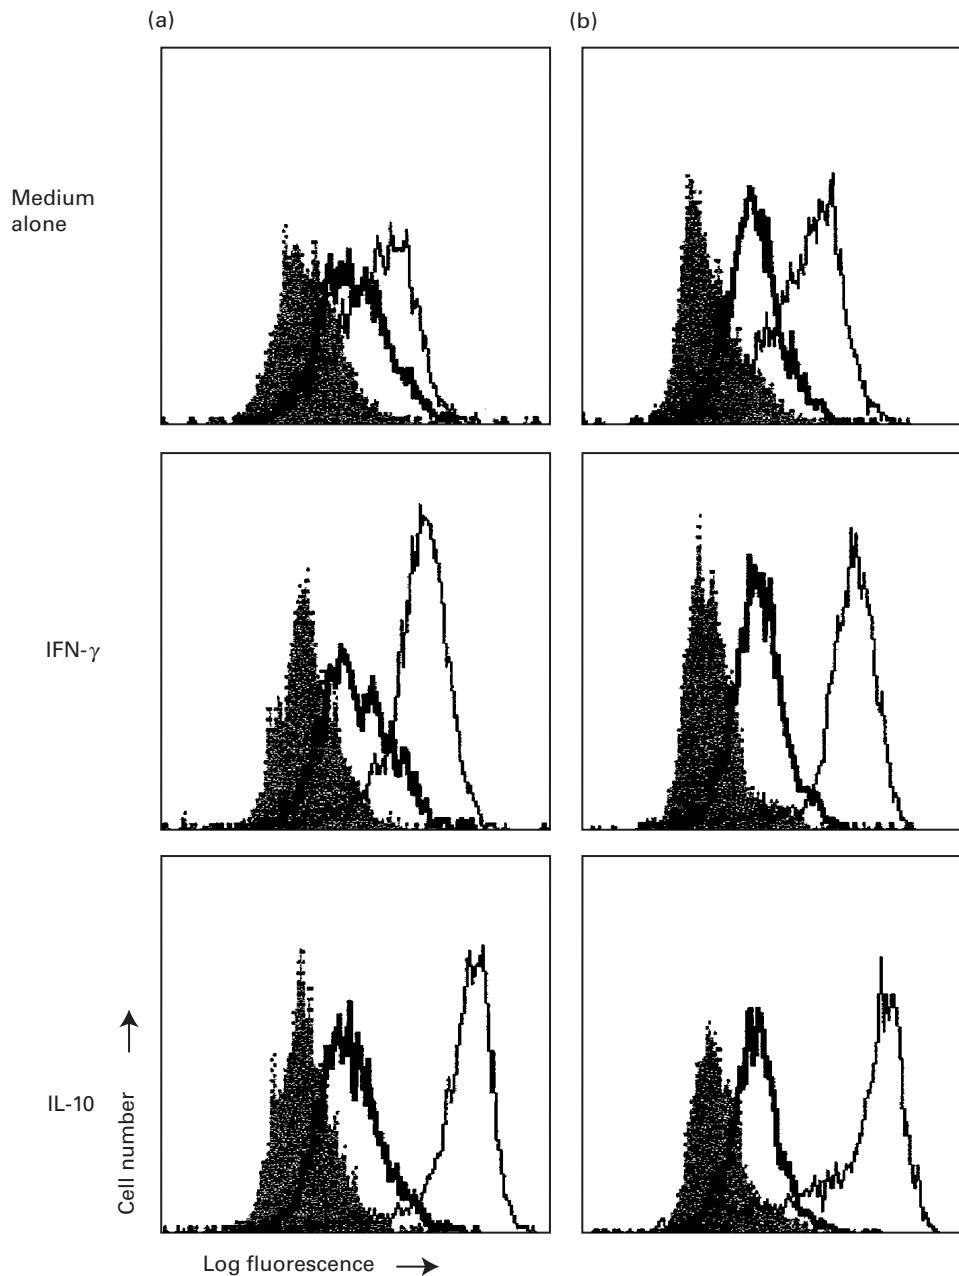 (a)
(b)
Medium
alone
IFN-γ
IL-10
Cell number
Log fluorescence